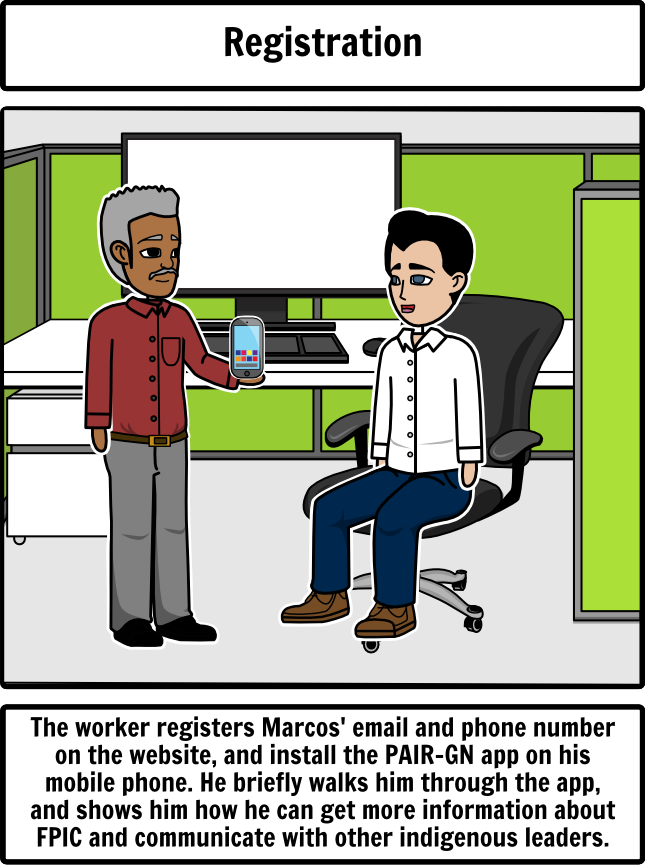 Registration
The worker registers Marcos' email and phone number
on the website, and install the PAIR-GN app on his
mobile phone. He briefly walks him through the app,
and shows him how he can get more information about
FPIC and communicate with other indigenous leaders.